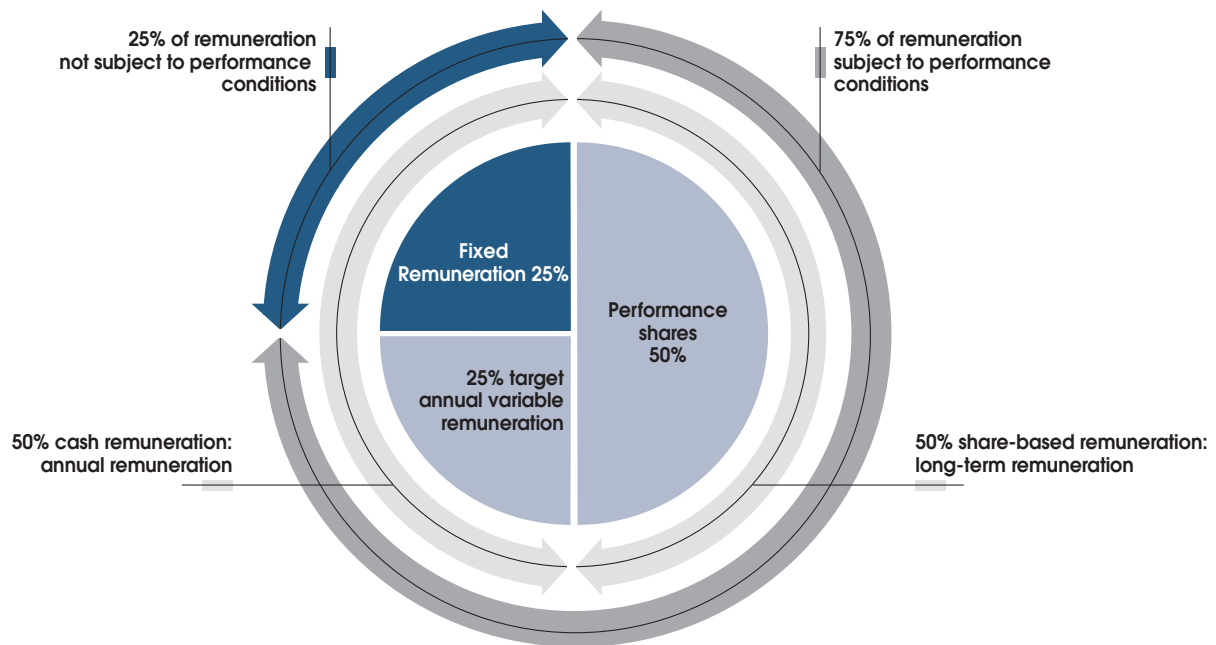 25% of remuneration
not subject to performance
conditions
75% of remuneration
subject to performance
conditions
Fixed
Remuneration 25%
Performance
shares
50%
25% target
annual variable
remuneration
50% cash remuneration:
annual remuneration
50% share-based remuneration:
long-term remuneration